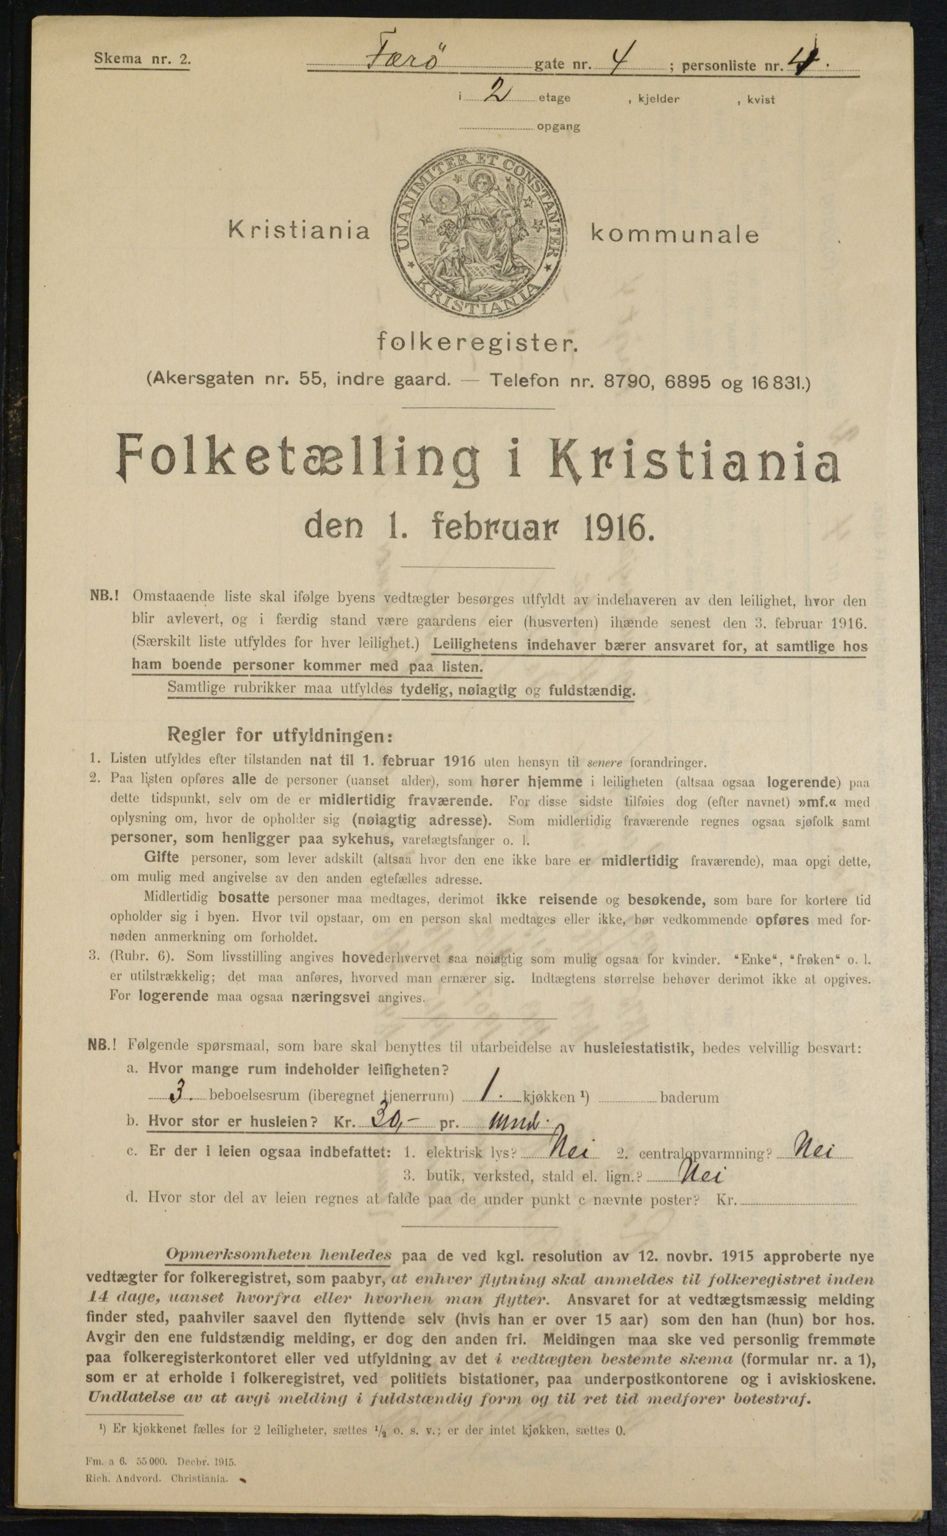 Skema nr. 2.
Færö gate nr. 4 ; personliste nr. 4.
i 2 etage , kjelder , kvist
opgang
UNANIMITER ET CONSTANTER
KRISTIANIA
Kristiania kommunale
folkeregister.
(Akersgaten nr. 55, indre gaard. — Telefon nr. 8790, 6895 og 16 831.)
Folketælling i Kristiania
den 1. februar 1916.
NB.! Omstaaende liste skal ifølge byens vedtægter besørges utfyldt av indehaveren av den leilighet, hvor den
blir avlevert, og i færdig stand være gaardens eier (husverten) ihænde senest den 3. februar 1916.
(Særskilt liste utfyldes for hver leilighet.) Leilighetens indehaver bærer ansvaret for, at samtlige hos
ham boende personer kommer med paa listen.
Samtlige rubrikker maa utfyldes tydelig, nøiagtig og fuldstændig.
Regler for utfyldningen:
1. Listen utfyldes efter tilstanden nat til 1. februar 1916 uten hensyn til senere forandringer.
2. Paa listen opføres alle de personer (uanset alder), som hører hjemme i leiligheten (altsaa ogsaa logerende) paa
dette tidspunkt, selv om de er midlertidig fraværende. For disse sidste tilføies dog (efter navnet) »mf.« med
oplysning om, hvor de opholder sig (nøiagtig adresse). Som midlertidig fraværende regnes ogsaa sjøfolk samt
personer, som henligger paa sykehus, varetægtsfanger o. l.
Gifte personer, som lever adskilt (altsaa hvor den ene ikke bare er midlertidig fraværende), maa opgi dette,
om mulig med angivelse av den anden egtefælles adresse.
Midlertidig bosatte personer maa medtages, derimot ikke reisende og besøkende, som bare for kortere tid
opholder sig i byen. Hvor tvil opstaar, om en person skal medtages eller ikke, bør vedkommende opføres med for-
nøden anmerkning om forholdet.
3. (Rubr. 6). Som livsstilling angives hovederhvervet saa nøiagtig som mulig ogsaa for kvinder. "Enke", "frøken" o. l.
er utilstrækkelig; det maa anføres, hvorved man ernærer sig. Indtægtens størrelse behøver derimot ikke at opgives.
For logerende maa ogsaa næringsvei angives.
NB.! Følgende spørsmaal, som bare skal benyttes til utarbeidelse av husleiestatistik, bedes velvillig besvart:
a. Hvor mange rum indeholder leiligheten?
3. beboelsesrum (iberegnet tjenerrum) 1. kjøkken ¹) baderum
b. Hvor stor er husleien? Kr. 30,- pr. Mnd.
c. Er der i leien ogsaa indbefattet: 1. elektrisk lys? Nei 2. centralopvarmning? Nei
3. butik, verksted, stald el. lign.? Nei
d. Hvor stor del av leien regnes at falde paa de under punkt c nævnte poster? Kr.
Opmerksomheten henledes paa de ved kgl. resolution av 12. novbr. 1915 approberte nye
vedtægter for folkeregistret, som paabyr, at enhver flytning skal anmeldes til folkeregistret inden
14 dage, uanset hvorfra eller hvorhen man flytter. Ansvaret for at vedtægtsmæssig melding
finder sted, paahviler saavel den flyttende selv (hvis han er over 15 aar) som den han (hun) bor hos.
Avgir den ene fuldstændig melding, er dog den anden fri. Meldingen maa ske ved personlig fremmøte
paa folkeregisterkontoret eller ved utfyldning av det i vedtægten bestemte skema (formular nr. a 1),
som er at erholde i folkeregistret, ved politiets bistationer, paa underpostkontorene og i aviskioskene.
Undlatelse av at avgi melding i fuldstændig form og til ret tid medfører bøtestraf.
¹) Er kjøkkenet fælles for 2 leiligheter, sættes ¹/₂ o. s. v.; er der intet kjøkken, sættes 0.
Fm. a 6. 55 000. Decbr. 1915.
Rich. Andvord. Christiania.